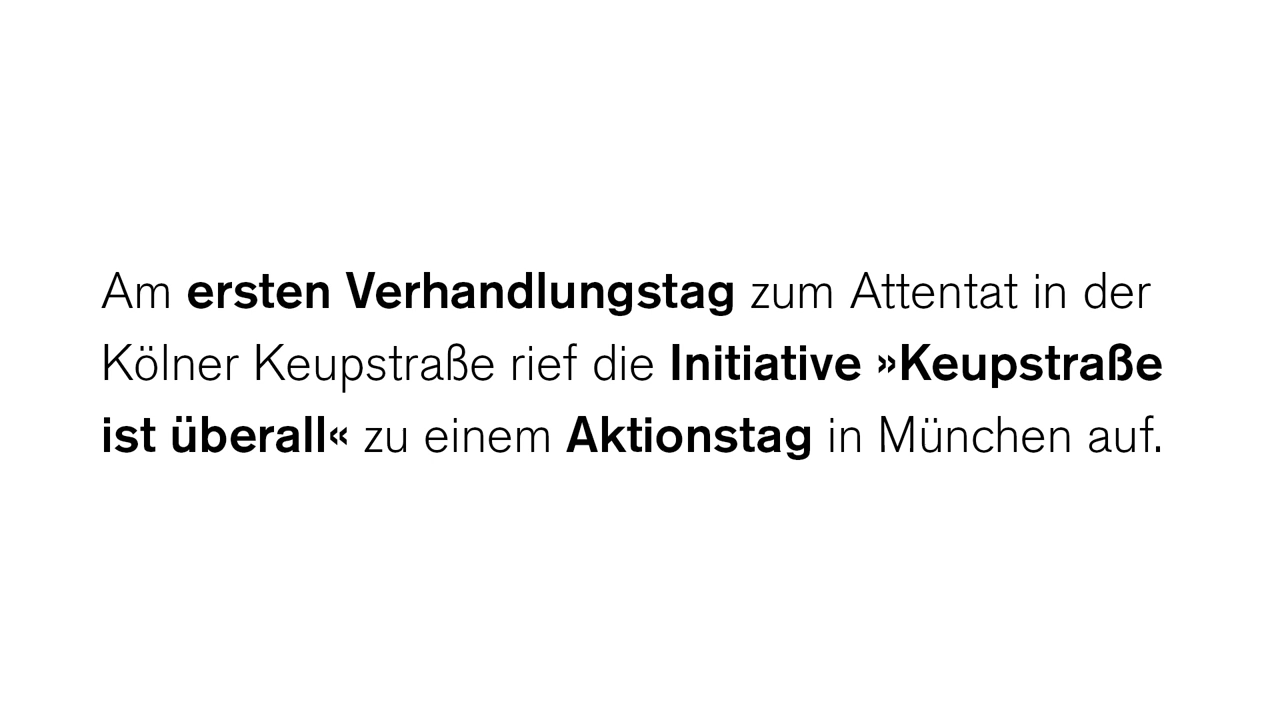 Am ersten Verhandlungstag zum Attentat in der
Kölner Keupstraße rief die Initiative »Keupstraße
ist überall« zu einem Aktionstag in München auf.